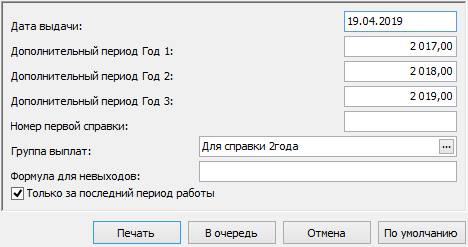 Дата выдачи: 19.04.2019
Дополнительный период Год 1: 2 017,00
Дополнительный период Год 2: 2 018,00
Дополнительный период Год 3: 2 019,00
Номер первой справки:
Группа выплат: Для справки 2года ...
Формула для невыходов:
Только за последний период работы
Печать В очередь Отмена По умолчанию